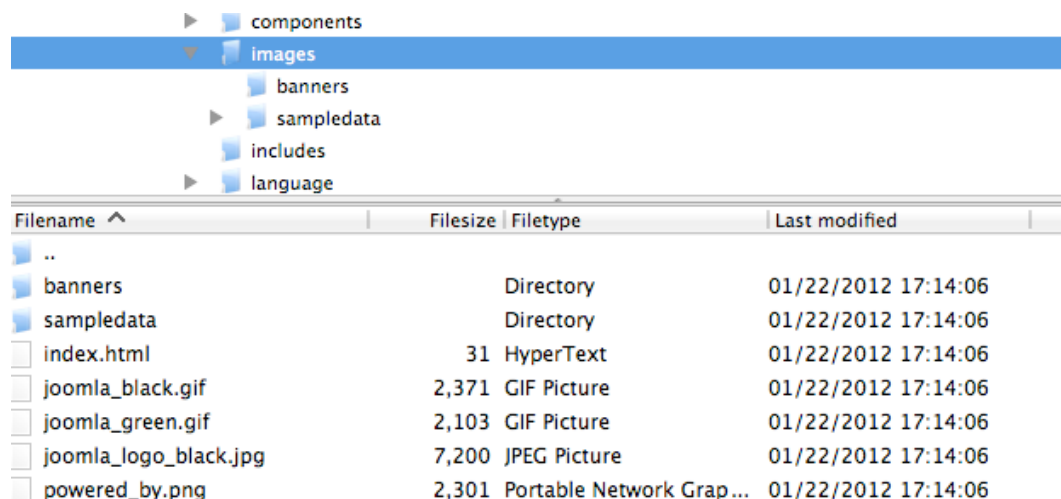 components
images
banners
sampledata
includes
language
Filename Filesize Filetype Last modified
..
banners Directory 01/22/2012 17:14:06
sampledata Directory 01/22/2012 17:14:06
index.html 31 HyperText 01/22/2012 17:14:06
joomla_black.gif 2,371 GIF Picture 01/22/2012 17:14:06
joomla_green.gif 2,103 GIF Picture 01/22/2012 17:14:06
joomla_logo_black.jpg 7,200 JPEG Picture 01/22/2012 17:14:06
powered_by.png 2,301 Portable Network Grap... 01/22/2012 17:14:06